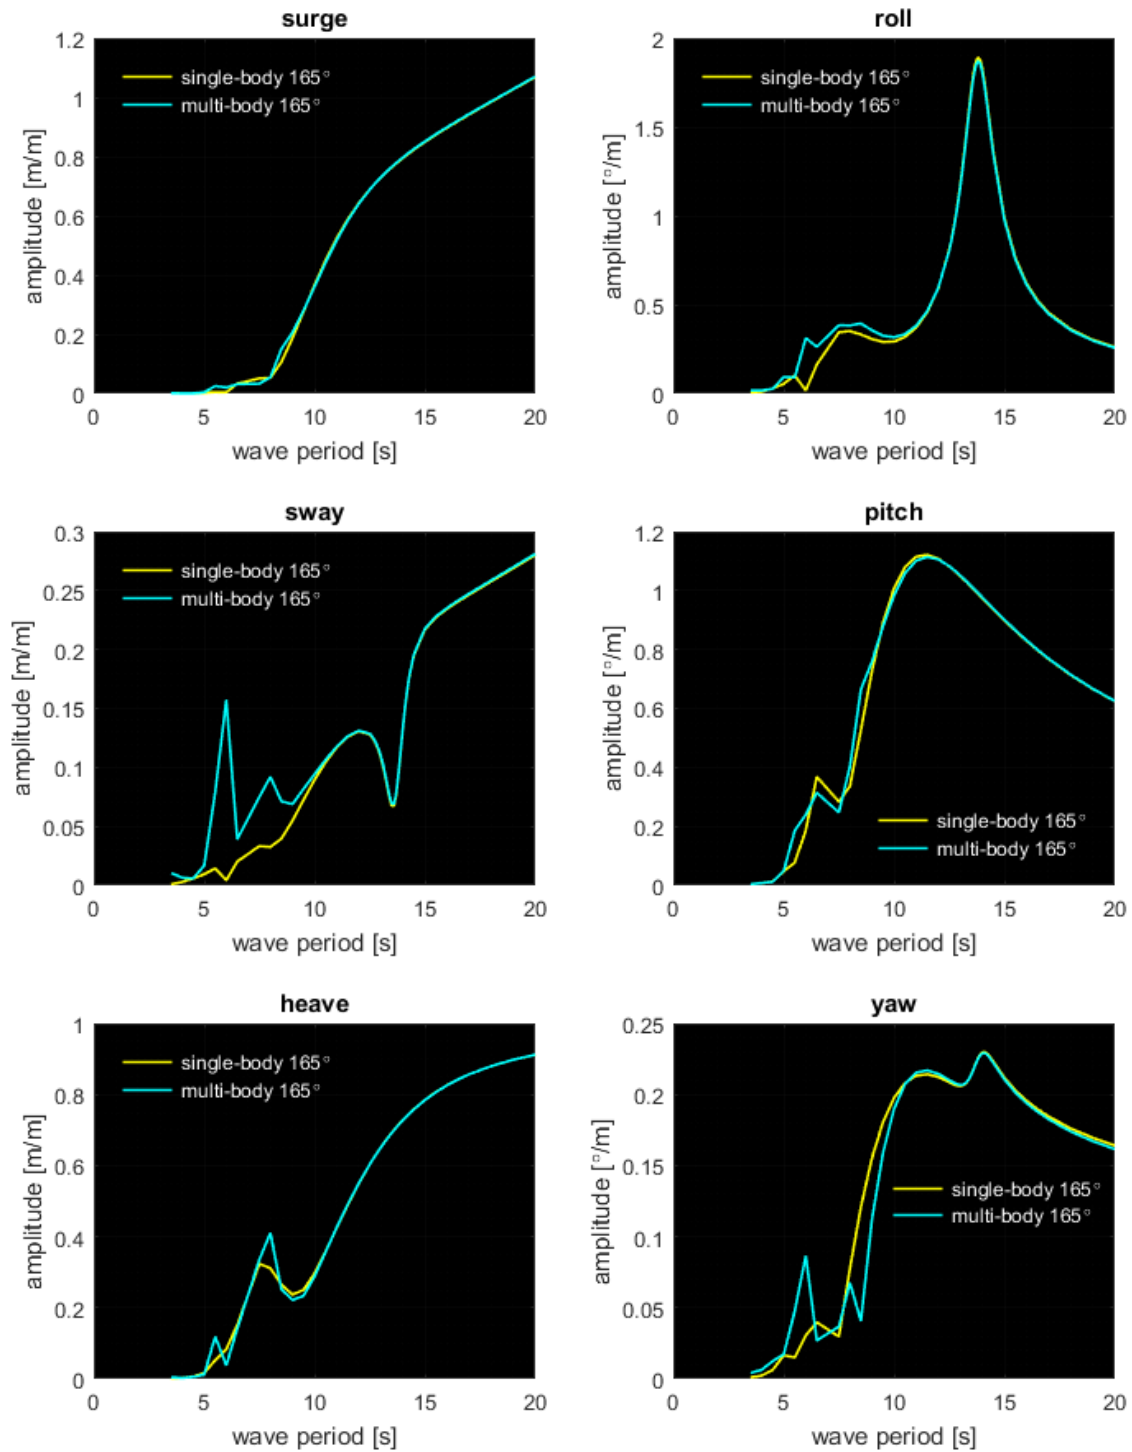 surge
1.2
1
0.8
0.6
0.4
0.2
0
amplitude [m/m]
single-body 165°
multi-body 165°
0 5 10 15 20
wave period [s]
roll
2
1.5
1
0.5
0
amplitude [°/m]
single-body 165°
multi-body 165°
0 5 10 15 20
wave period [s]
sway
0.3
0.25
0.2
0.15
0.1
0.05
0
amplitude [m/m]
single-body 165°
multi-body 165°
0 5 10 15 20
wave period [s]
pitch
1.2
1
0.8
0.6
0.4
0.2
0
amplitude [°/m]
single-body 165°
multi-body 165°
0 5 10 15 20
wave period [s]
heave
1
0.8
0.6
0.4
0.2
0
amplitude [m/m]
single-body 165°
multi-body 165°
0 5 10 15 20
wave period [s]
yaw
0.25
0.2
0.15
0.1
0.05
0
amplitude [°/m]
single-body 165°
multi-body 165°
0 5 10 15 20
wave period [s]